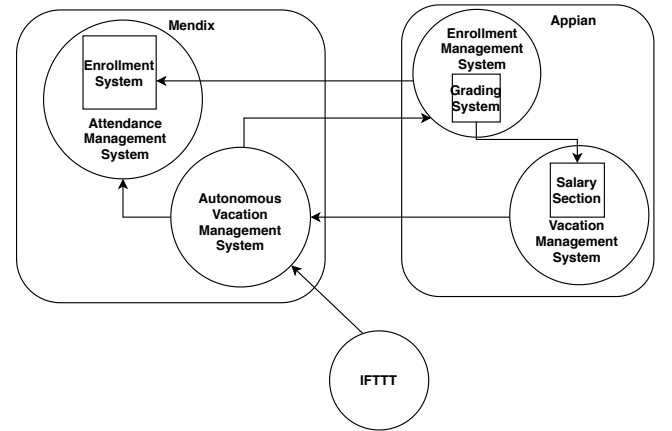 Mendix
Enrollment
System
Attendance
Management
System
Autonomous
Vacation
Management
System
Appian
Enrollment
Management
System
Grading
System
Salary
Section
Vacation
Management
System
IFTTT